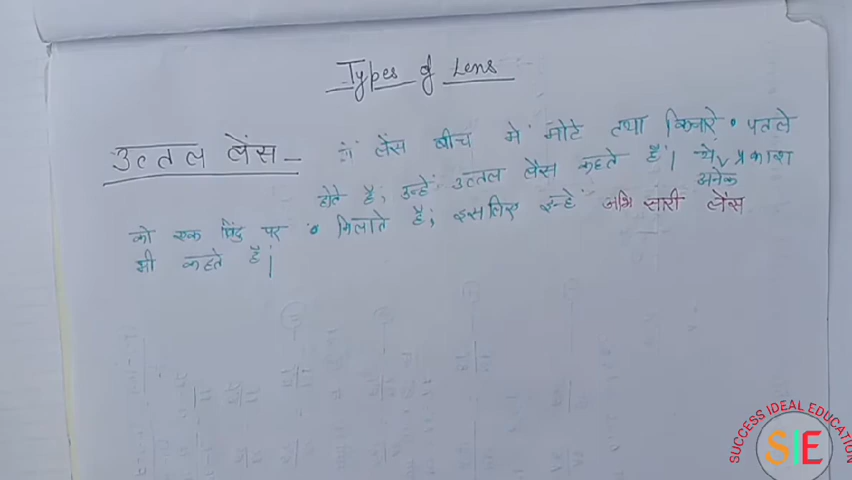 Types of Lens
उत्तल लेंस - जो लेंस बीच में मोटे तथा किनारे पतले
होते है, उन्हें उत्तल लेंस कहते हैं। ये अनेक प्रकाश
को एक बिंदु पर मिलाते है, इसलिए इन्हें अभिसारी लेंस
भी कहते हैं।
SUCCESS IDEAL EDUCATION
SIE